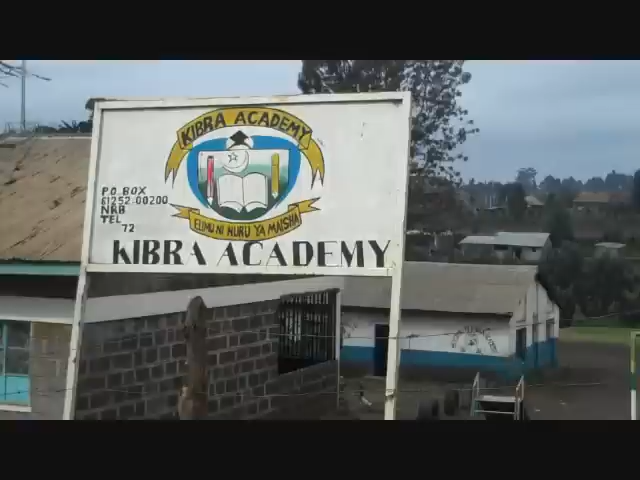 KIBRA ACADEMY
P.O. BOX
61252-00200
NRB
TEL
72
ELIMU NI NURU YA MAISHA
KIBRA ACADEMY